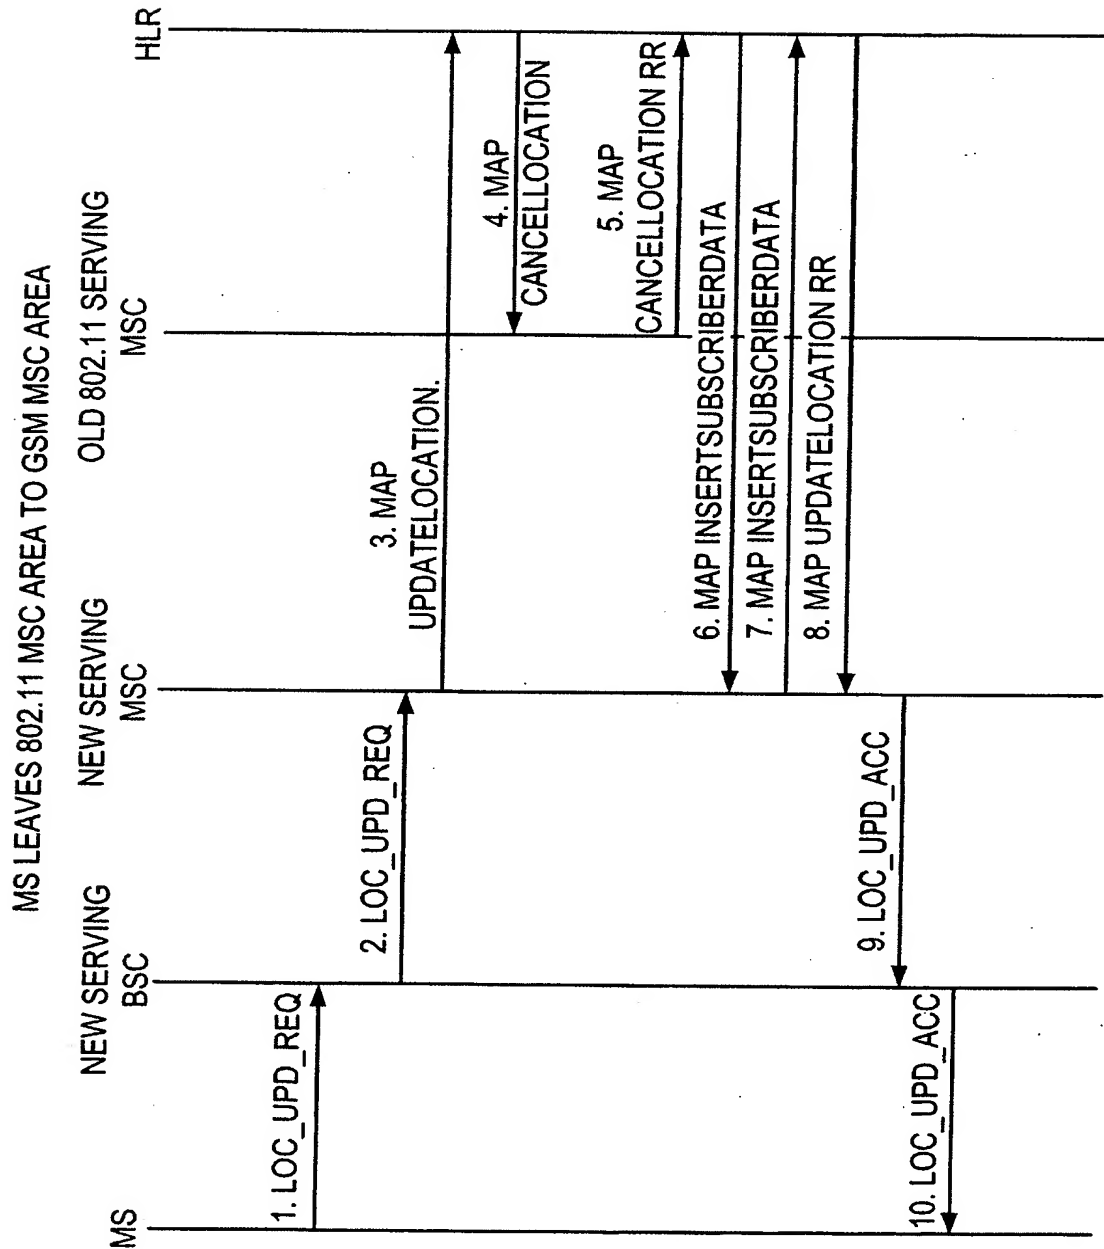 MS LEAVES 802.11 MSC AREA TO GSM MSC AREA
MS
NEW SERVING
BSC
NEW SERVING
MSC
OLD 802.11 SERVING
MSC
HLR
1. LOC_UPD_REQ
2. LOC_UPD_REQ
3. MAP
UPDATELOCATION.
4. MAP
CANCELLOCATION
5. MAP
CANCELLOCATION RR
6. MAP INSERTSUBSCRIBERDATA
7. MAP INSERTSUBSCRIBERDATA
8. MAP UPDATELOCATION RR
9. LOC_UPD_ACC
10. LOC_UPD_ACC